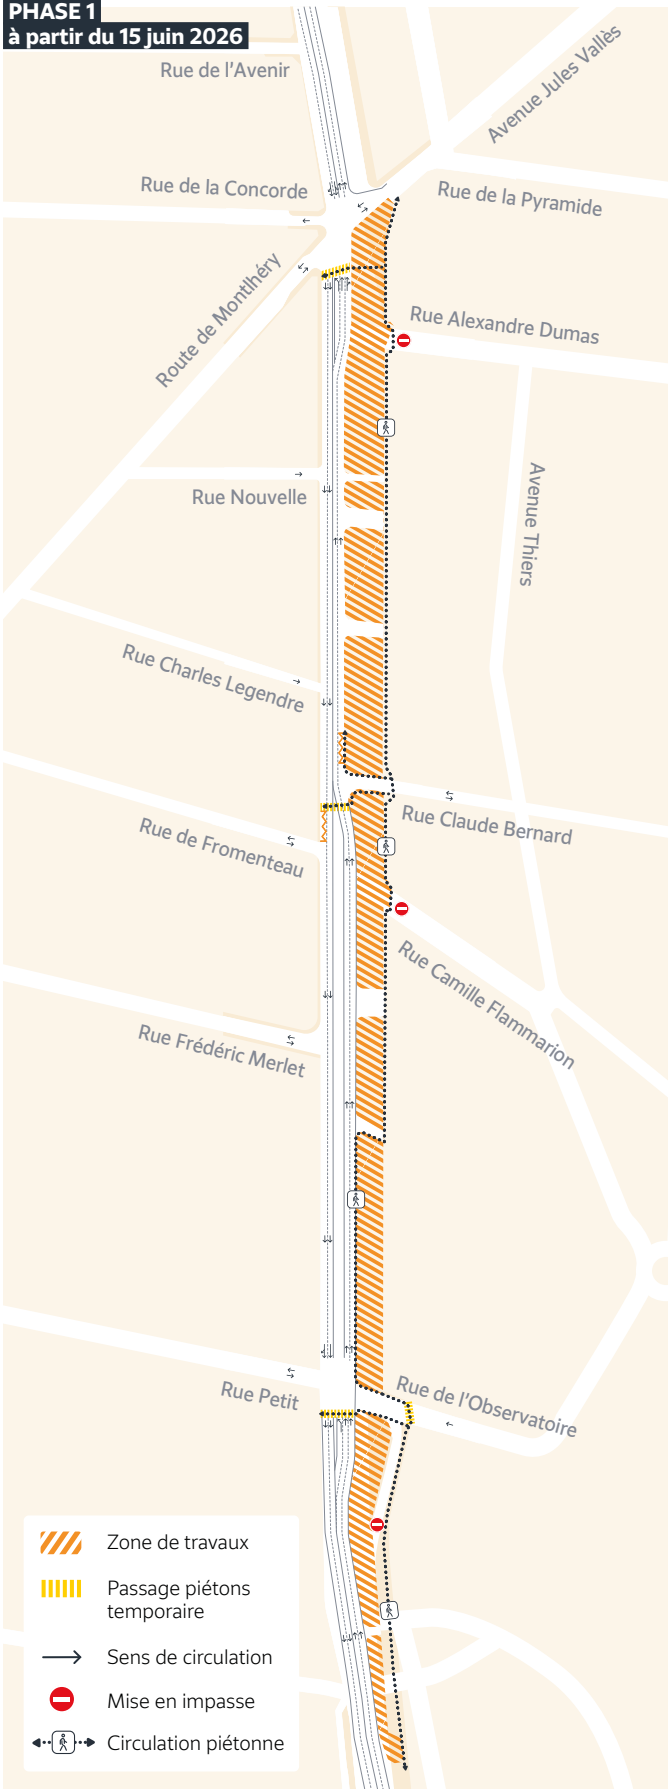 PHASE 1
à partir du 15 juin 2026
Rue de l'Avenir
Avenue Jules Vallès
Rue de la Concorde
Rue de la Pyramide
Route de Montlhéry
Rue Alexandre Dumas
Rue Nouvelle
Avenue Thiers
Rue Charles Legendre
Rue Claude Bernard
Rue de Fromenteau
Rue Camille Flammarion
Rue Frédéric Merlet
Rue Petit
Rue de l'Observatoire
Zone de travaux
Passage piétons
temporaire
Sens de circulation
Mise en impasse
Circulation piétonne